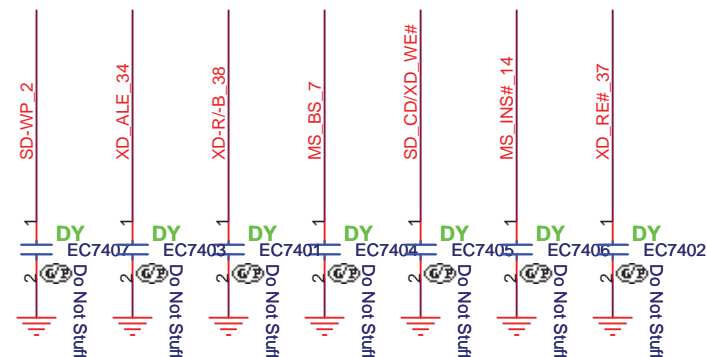 SD-WP_2
XD_ALE_34
XD-R/-B_38
MS_BS_7
SD_CD/XD_WE#
MS_INS#_14
XD_RE#_37
1 1 1 1 1 1 1
DY DY DY DY DY DY DY
EC7407 EC7403 EC7401 EC7404 EC7405 EC7406 EC7402
2 2 2 2 2 2 2
G/P G/P G/P G/P G/P G/P G/P
Do Not Stuff
Do Not Stuff
Do Not Stuff
Do Not Stuff
Do Not Stuff
Do Not Stuff
Do Not Stuff